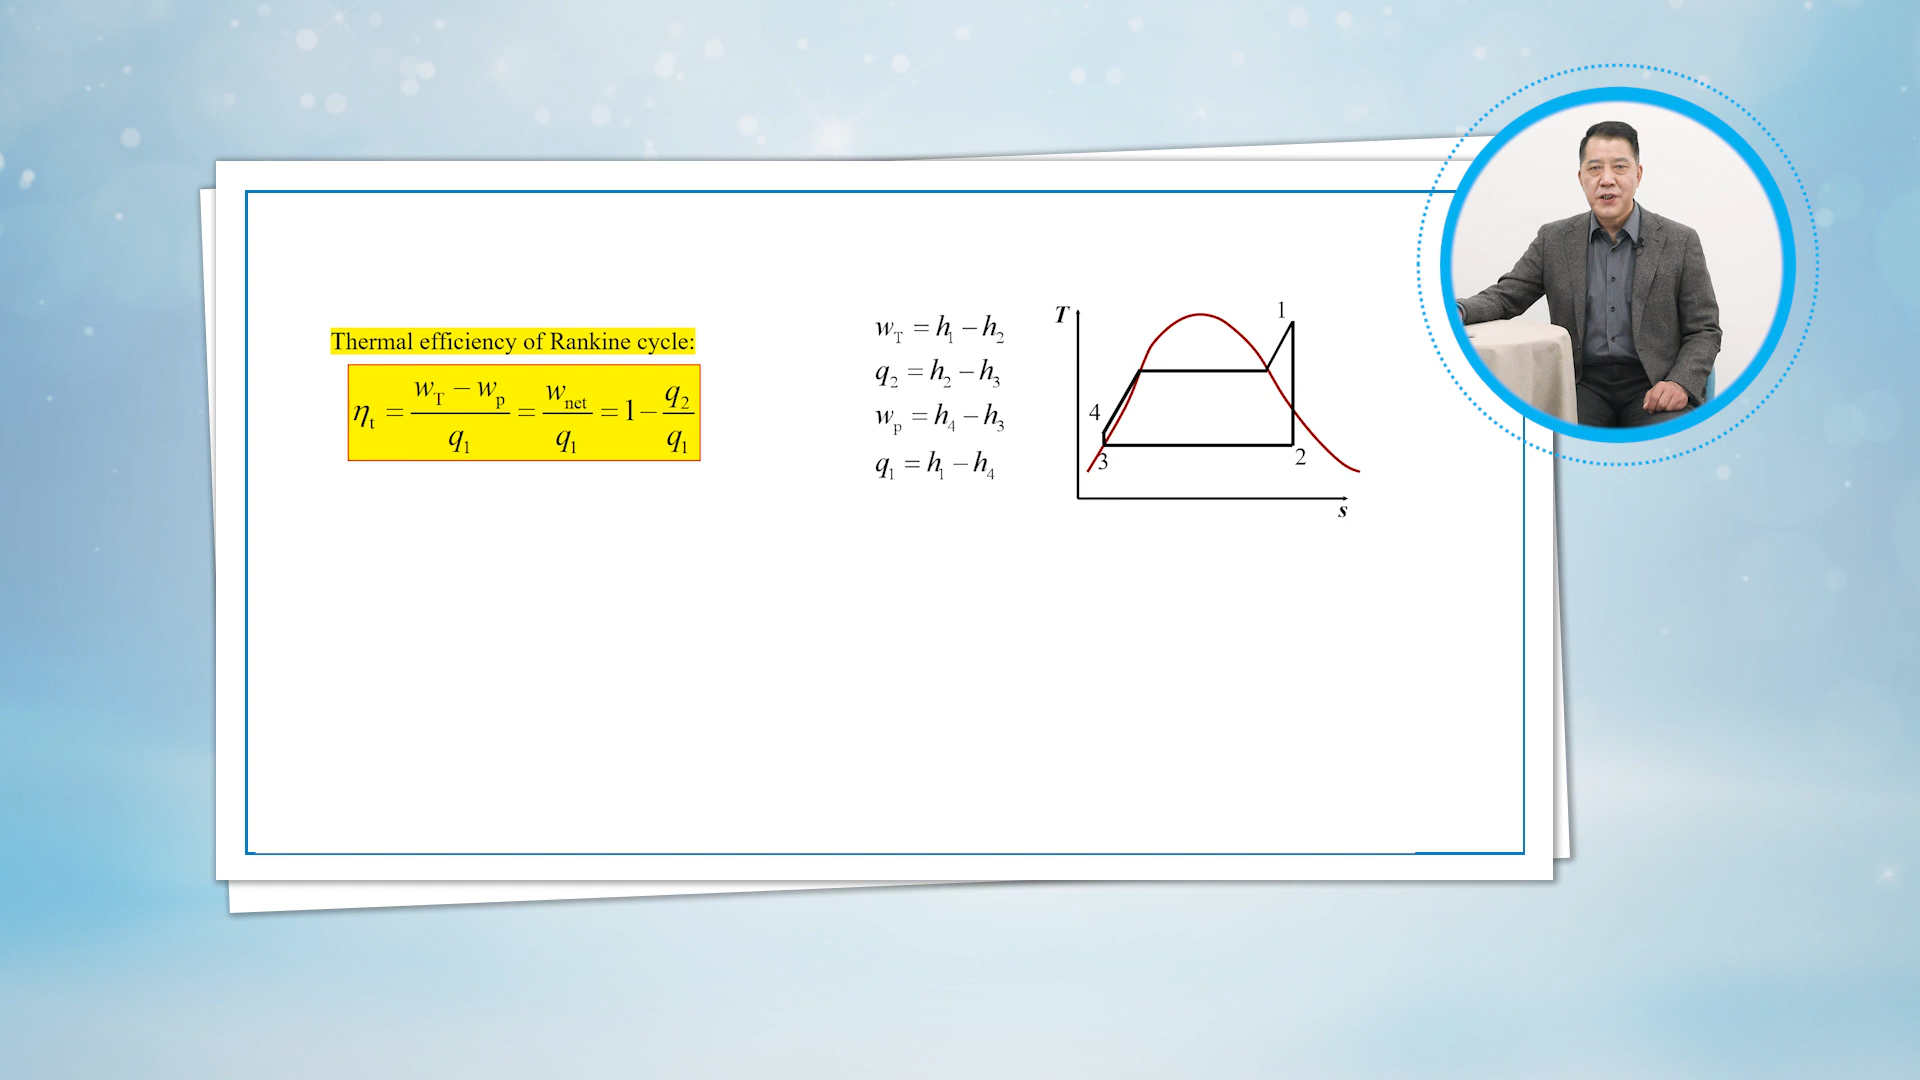 Thermal efficiency of Rankine cycle:
η_t = (w_T − w_p)/q_1 = w_net/q_1 = 1 − q_2/q_1
w_T = h_1 − h_2
q_2 = h_2 − h_3
w_p = h_4 − h_3
q_1 = h_1 − h_4
T
1
4
3
2
s